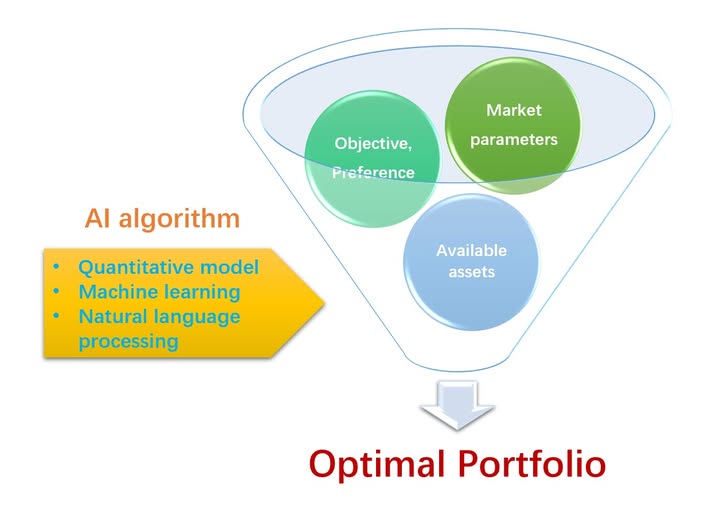 Market
parameters
Objective,
Preference
Available
assets
AI algorithm
• Quantitative model
• Machine learning
• Natural language
processing
Optimal Portfolio